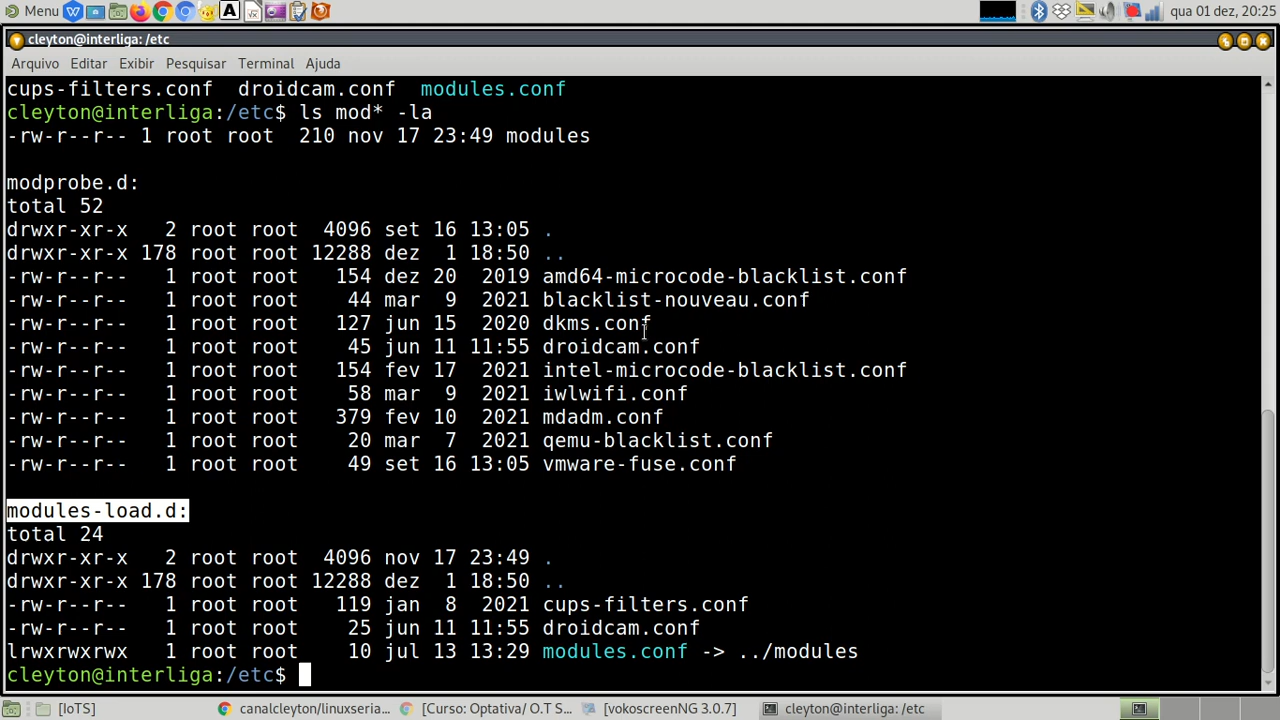 Menu
qua 01 dez, 20:25
cleyton@interliga: /etc
Arquivo Editar Exibir Pesquisar Terminal Ajuda
cups-filters.conf droidcam.conf modules.conf
cleyton@interliga:/etc$ ls mod* -la
-rw-r--r-- 1 root root 210 nov 17 23:49 modules
modprobe.d:
total 52
drwxr-xr-x 2 root root 4096 set 16 13:05 .
drwxr-xr-x 178 root root 12288 dez 1 18:50 ..
-rw-r--r-- 1 root root 154 dez 20 2019 amd64-microcode-blacklist.conf
-rw-r--r-- 1 root root 44 mar 9 2021 blacklist-nouveau.conf
-rw-r--r-- 1 root root 127 jun 15 2020 dkms.conf
-rw-r--r-- 1 root root 45 jun 11 11:55 droidcam.conf
-rw-r--r-- 1 root root 154 fev 17 2021 intel-microcode-blacklist.conf
-rw-r--r-- 1 root root 58 mar 9 2021 iwlwifi.conf
-rw-r--r-- 1 root root 379 fev 10 2021 mdadm.conf
-rw-r--r-- 1 root root 20 mar 7 2021 qemu-blacklist.conf
-rw-r--r-- 1 root root 49 set 16 13:05 vmware-fuse.conf
modules-load.d:
total 24
drwxr-xr-x 2 root root 4096 nov 17 23:49 .
drwxr-xr-x 178 root root 12288 dez 1 18:50 ..
-rw-r--r-- 1 root root 119 jan 8 2021 cups-filters.conf
-rw-r--r-- 1 root root 25 jun 11 11:55 droidcam.conf
lrwxrwxrwx 1 root root 10 jul 13 13:29 modules.conf -> ../modules
cleyton@interliga:/etc$
[IoTS] canalcleyton/linuxseria... [Curso: Optativa/ O.T S... [vokoscreenNG 3.0.7] cleyton@interliga: /etc